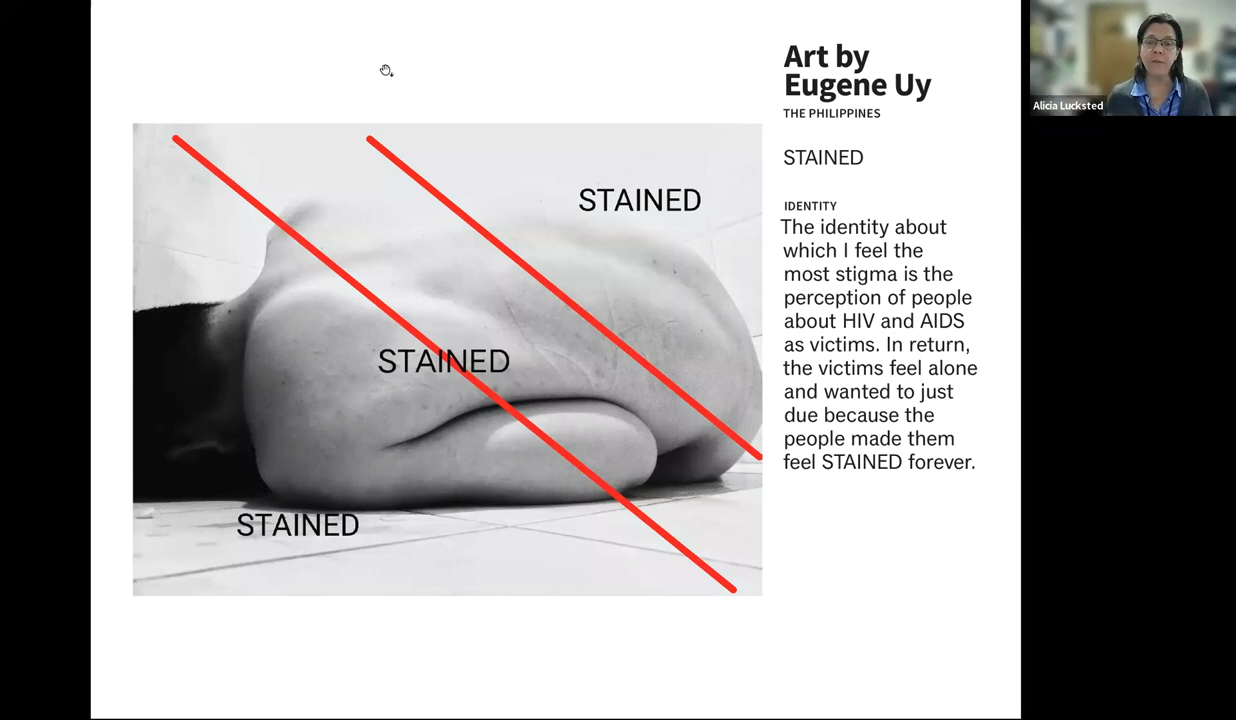 Art by
Eugene Uy
THE PHILIPPINES
STAINED
IDENTITY
The identity about
which I feel the
most stigma is the
perception of people
about HIV and AIDS
as victims. In return,
the victims feel alone
and wanted to just
due because the
people made them
feel STAINED forever.
STAINED
STAINED
STAINED
Alicia Lucksted